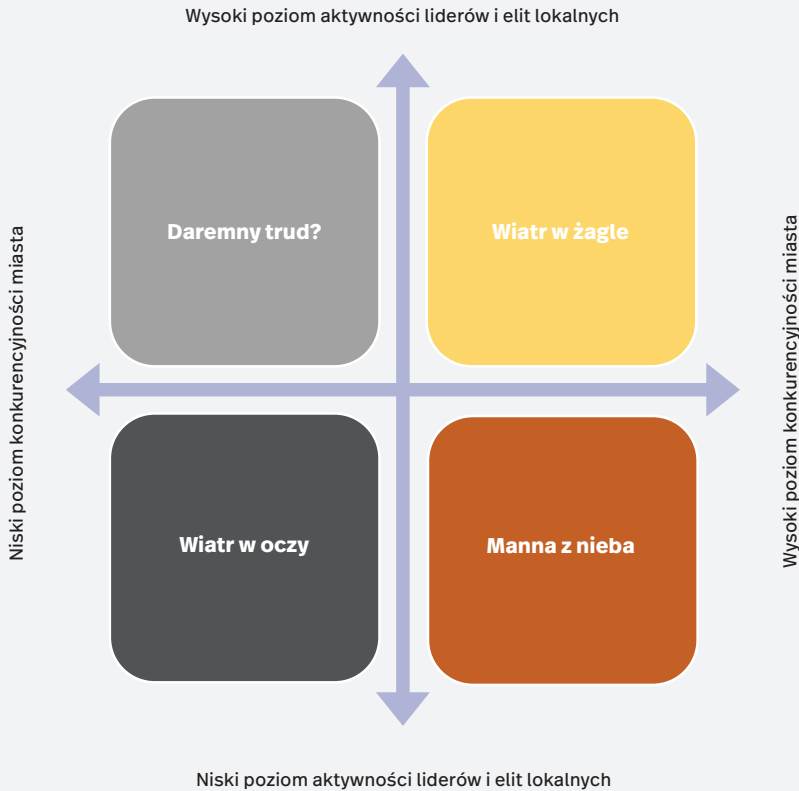 Wysoki poziom aktywności liderów i elit lokalnych
Niski poziom konkurencyjności miasta
Daremny trud?
Wiatr w żagle
Wysoki poziom konkurencyjności miasta
Wiatr w oczy
Manna z nieba
Niski poziom aktywności liderów i elit lokalnych